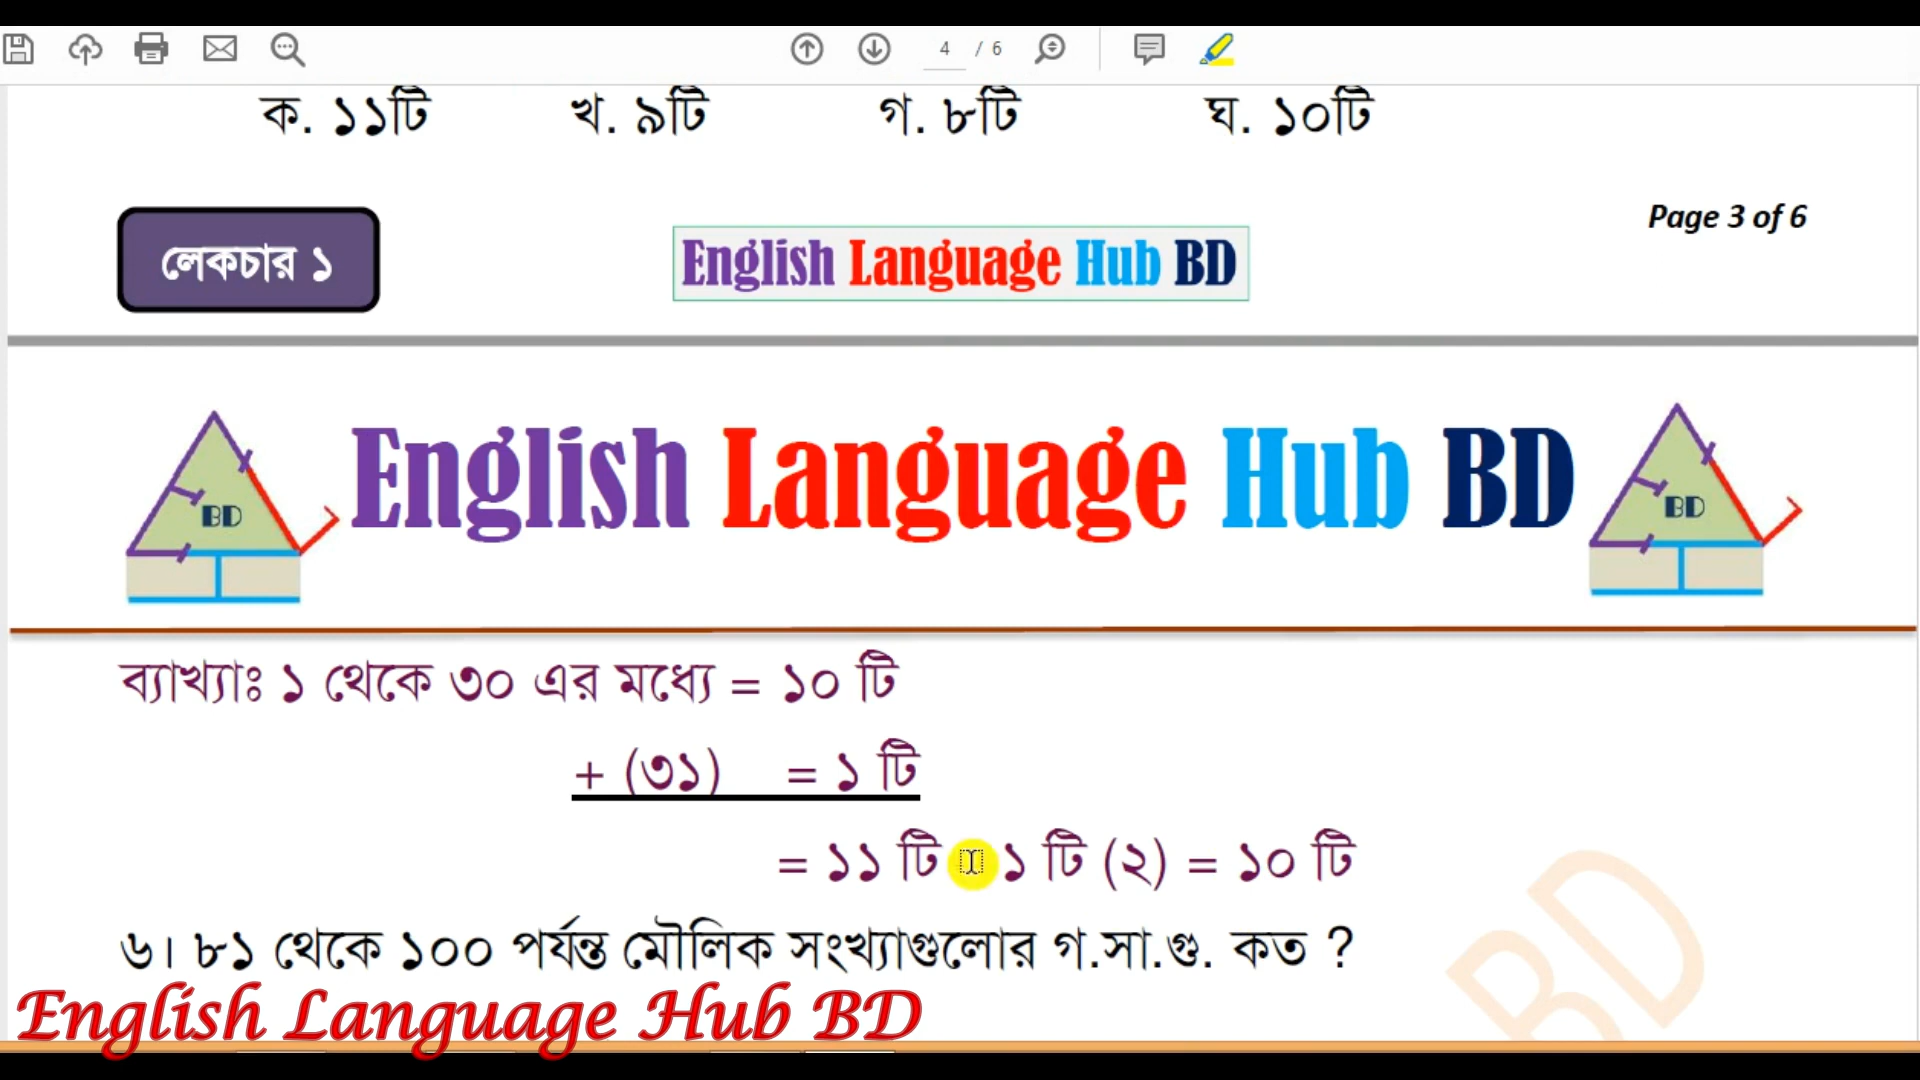 4 / 6
ক. ১১টি খ. ৯টি গ. ৮টি ঘ. ১০টি
Page 3 of 6
লেকচার ১ English Language Hub BD
BD English Language Hub BD BD
ব্যাখ্যাঃ ১ থেকে ৩০ এর মধ্যে = ১০ টি
+ (৩১) = ১ টি
= ১১ টি ১ টি (২) = ১০ টি
৬। ৮১ থেকে ১০০ পর্যন্ত মৌলিক সংখ্যাগুলোর গ.সা.গু. কত ?
BD
English Language Hub BD